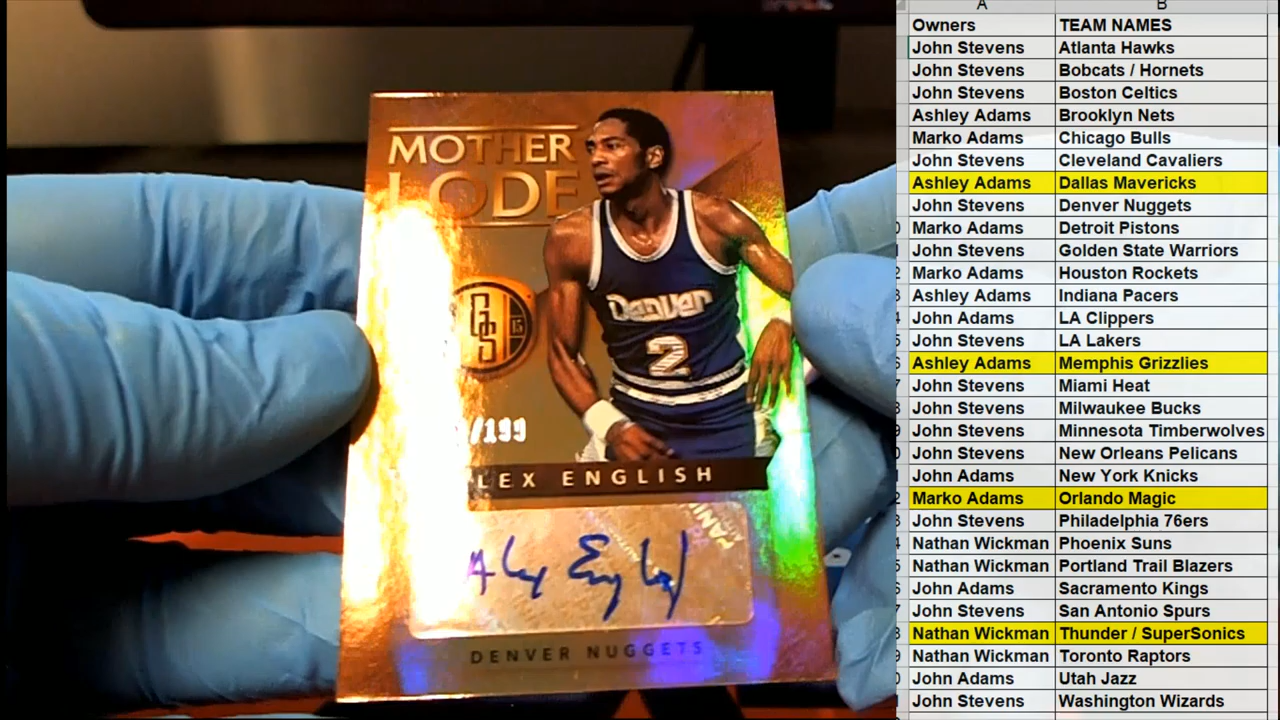 MOTHER
LODE
GS
15
/199
LEX ENGLISH
Denver
2
Alex English
PANINI
DENVER NUGGETS
A B
Owners TEAM NAMES
John Stevens Atlanta Hawks
John Stevens Bobcats / Hornets
John Stevens Boston Celtics
Ashley Adams Brooklyn Nets
Marko Adams Chicago Bulls
John Stevens Cleveland Cavaliers
Ashley Adams Dallas Mavericks
John Stevens Denver Nuggets
Marko Adams Detroit Pistons
John Stevens Golden State Warriors
Marko Adams Houston Rockets
Ashley Adams Indiana Pacers
John Adams LA Clippers
John Stevens LA Lakers
Ashley Adams Memphis Grizzlies
John Stevens Miami Heat
John Stevens Milwaukee Bucks
John Stevens Minnesota Timberwolves
John Stevens New Orleans Pelicans
John Adams New York Knicks
Marko Adams Orlando Magic
John Stevens Philadelphia 76ers
Nathan Wickman Phoenix Suns
Nathan Wickman Portland Trail Blazers
John Adams Sacramento Kings
John Stevens San Antonio Spurs
Nathan Wickman Thunder / SuperSonics
Nathan Wickman Toronto Raptors
John Adams Utah Jazz
John Stevens Washington Wizards